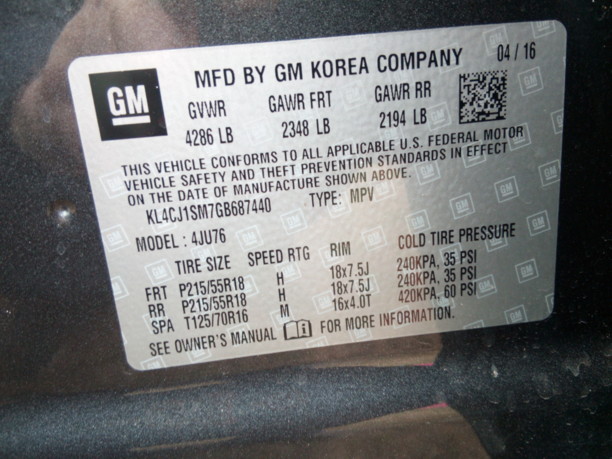 GM
MFD BY GM KOREA COMPANY 04 / 16
GVWR GAWR FRT GAWR RR
4286 LB 2348 LB 2194 LB
THIS VEHICLE CONFORMS TO ALL APPLICABLE U.S. FEDERAL MOTOR
VEHICLE SAFETY AND THEFT PREVENTION STANDARDS IN EFFECT
ON THE DATE OF MANUFACTURE SHOWN ABOVE.
KL4CJ1SM7GB687440 TYPE: MPV
MODEL : 4JU76
TIRE SIZE SPEED RTG RIM COLD TIRE PRESSURE
FRT P215/55R18 H 18x7.5J 240KPA, 35 PSI
RR P215/55R18 H 18x7.5J 240KPA, 35 PSI
SPA T125/70R16 M 16x4.0T 420KPA, 60 PSI
SEE OWNER'S MANUAL FOR MORE INFORMATION.